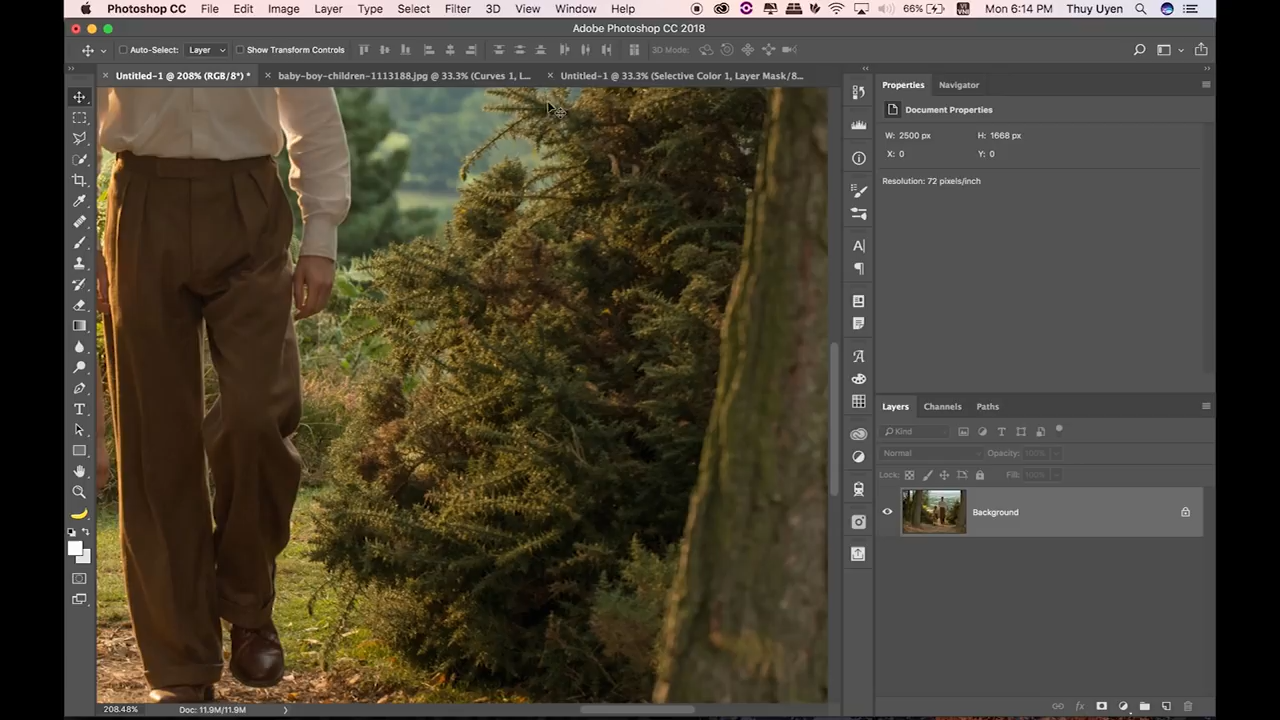 Photoshop CC File Edit Image Layer Type Select Filter 3D View Window Help 66% Mon 6:14 PM Thuy Uyen
Adobe Photoshop CC 2018
Auto-Select: Layer Show Transform Controls 3D Mode:
Untitled-1 @ 208% (RGB/8*) * baby-boy-children-1113188.jpg @ 33.3% (Curves 1, L... Untitled-1 @ 33.3% (Selective Color 1, Layer Mask/8...
Properties Navigator
Document Properties
W: 2500 px H: 1668 px
X: 0 Y: 0
Resolution: 72 pixels/inch
Layers Channels Paths
Kind
Normal Opacity: 100%
Lock: Fill: 100%
Background
208.48% Doc: 11.9M/11.9M